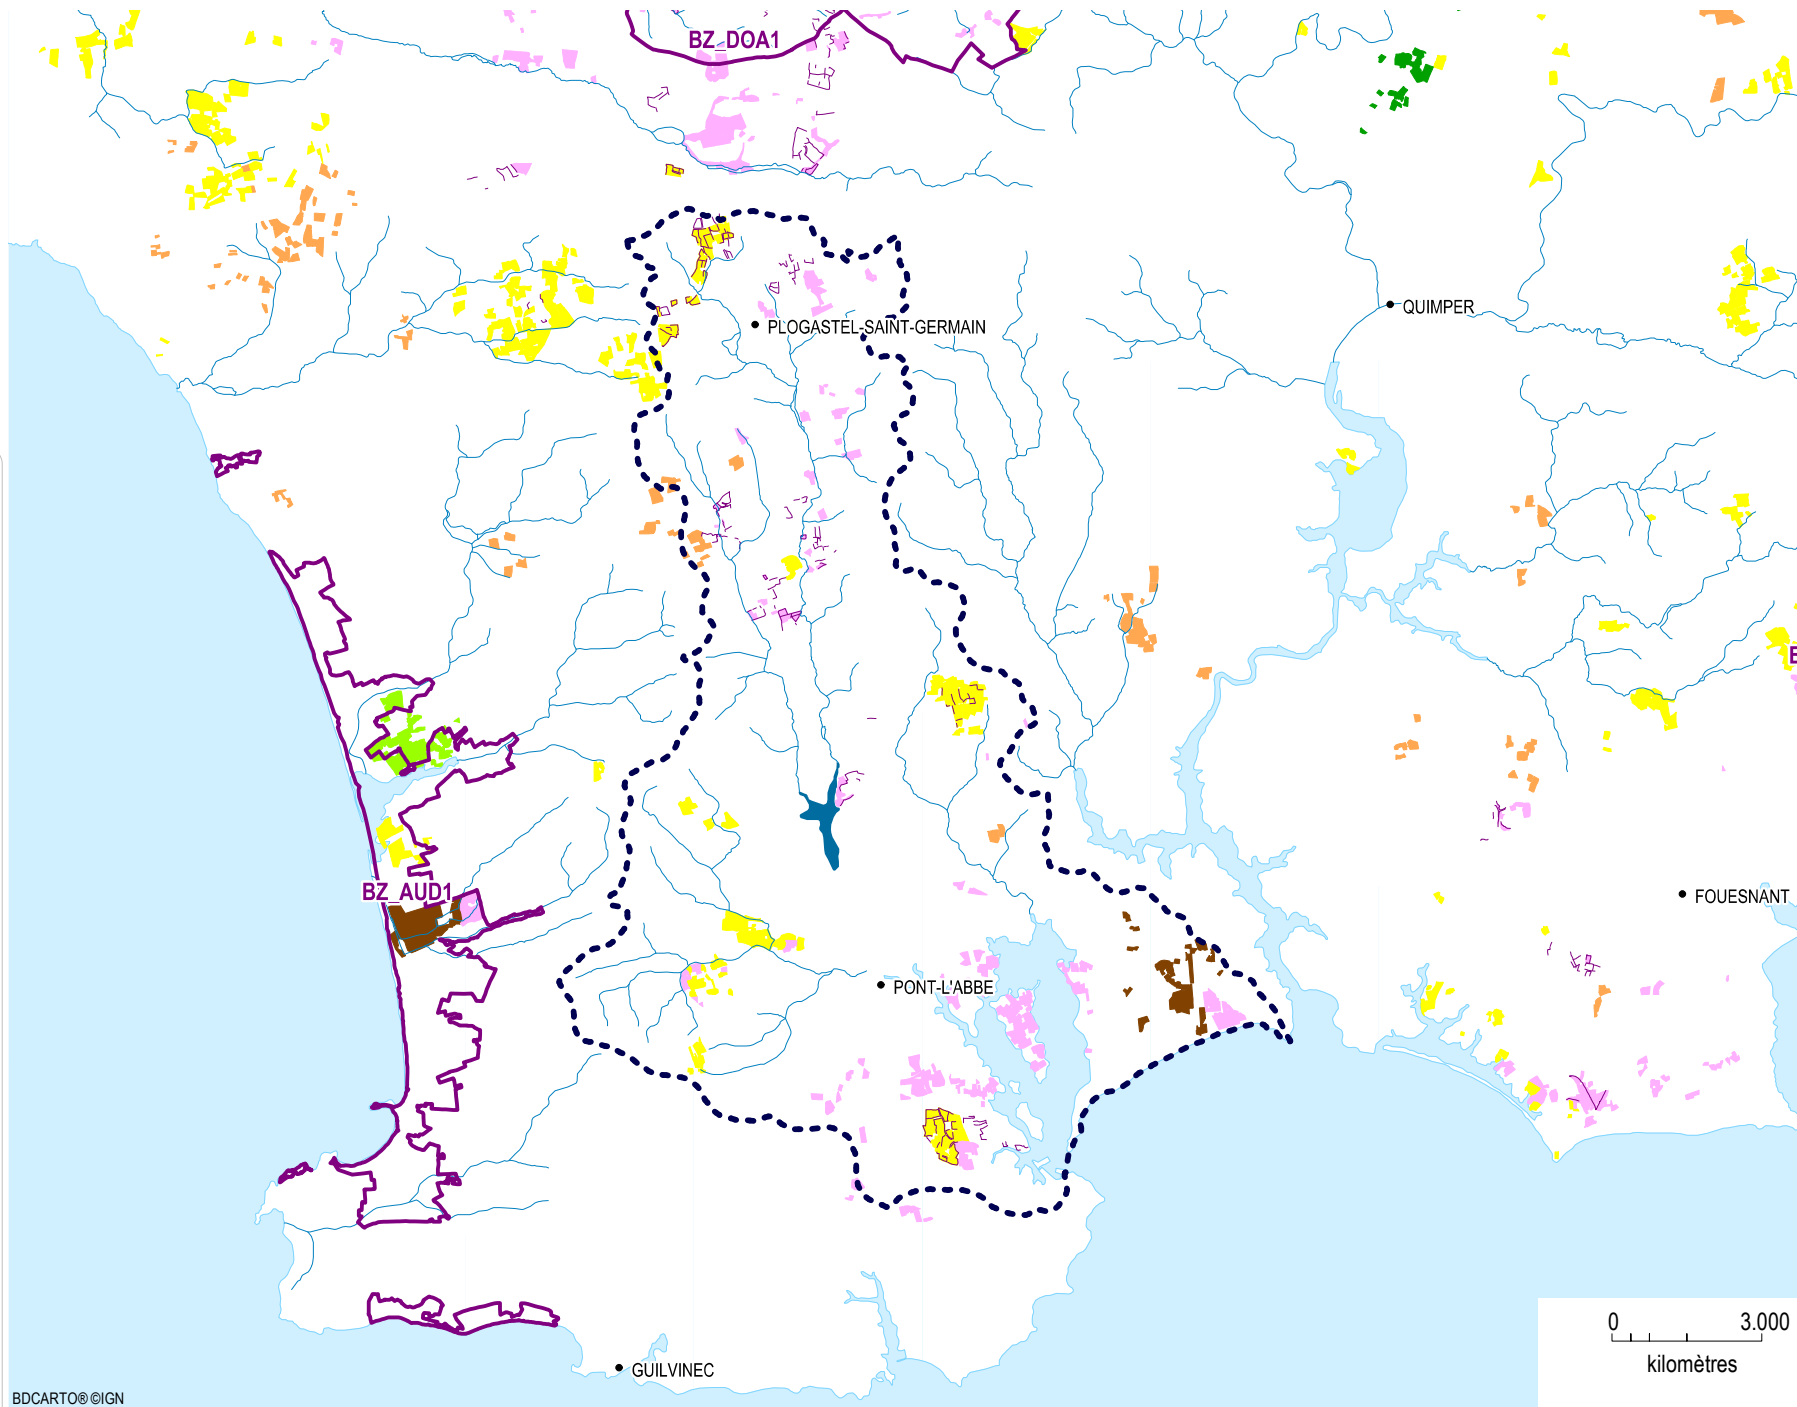 BZ_DOA1
QUIMPER
PLOGASTEL-SAINT-GERMAIN
BZ_AUD1
FOUESNANT
PONT-L'ABBE
0 3.000
kilomètres
GUILVINEC
BDCARTO® ©IGN